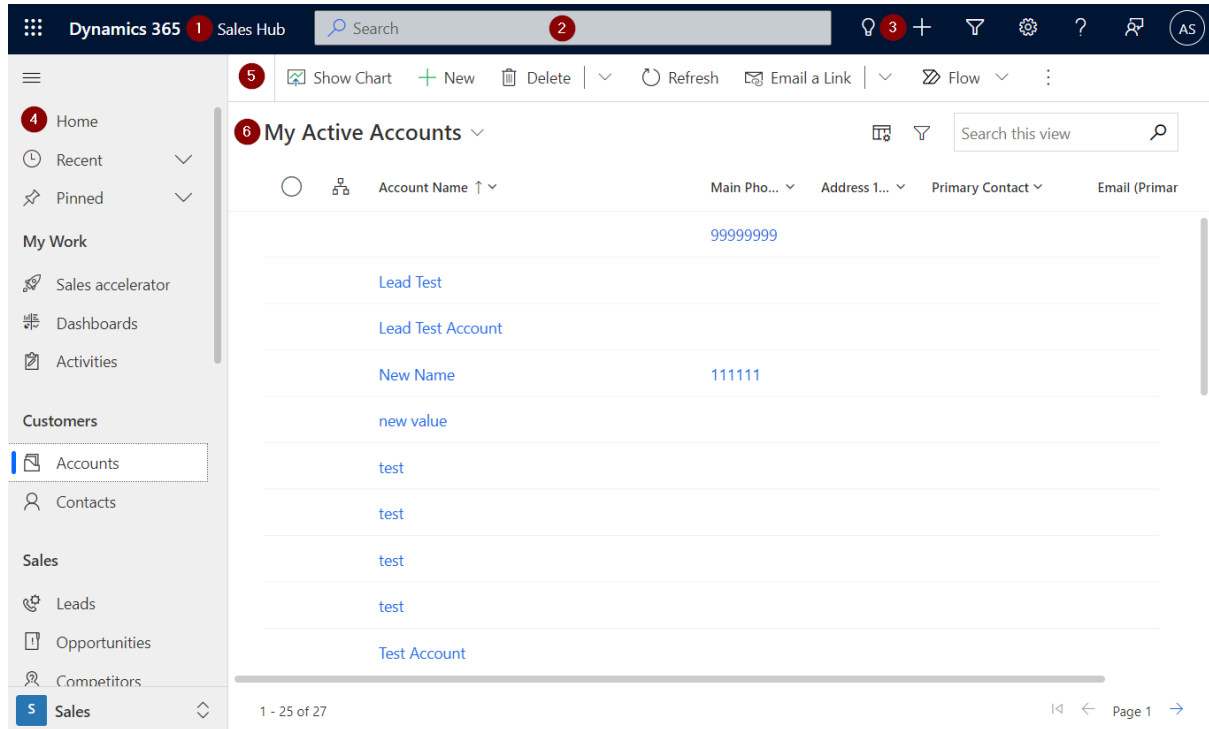 Dynamics 365 1 Sales Hub Search 2 3 ? AS
5 Show Chart New Delete Refresh Email a Link Flow
4 Home
Recent
Pinned
My Work
Sales accelerator
Dashboards
Activities
Customers
Accounts
Contacts
Sales
Leads
Opportunities
Competitors
S Sales
6 My Active Accounts Search this view
Account Name ↑ Main Pho... Address 1... Primary Contact Email (Primar
99999999
Lead Test
Lead Test Account
New Name 111111
new value
test
test
test
test
Test Account
1 - 25 of 27 Page 1